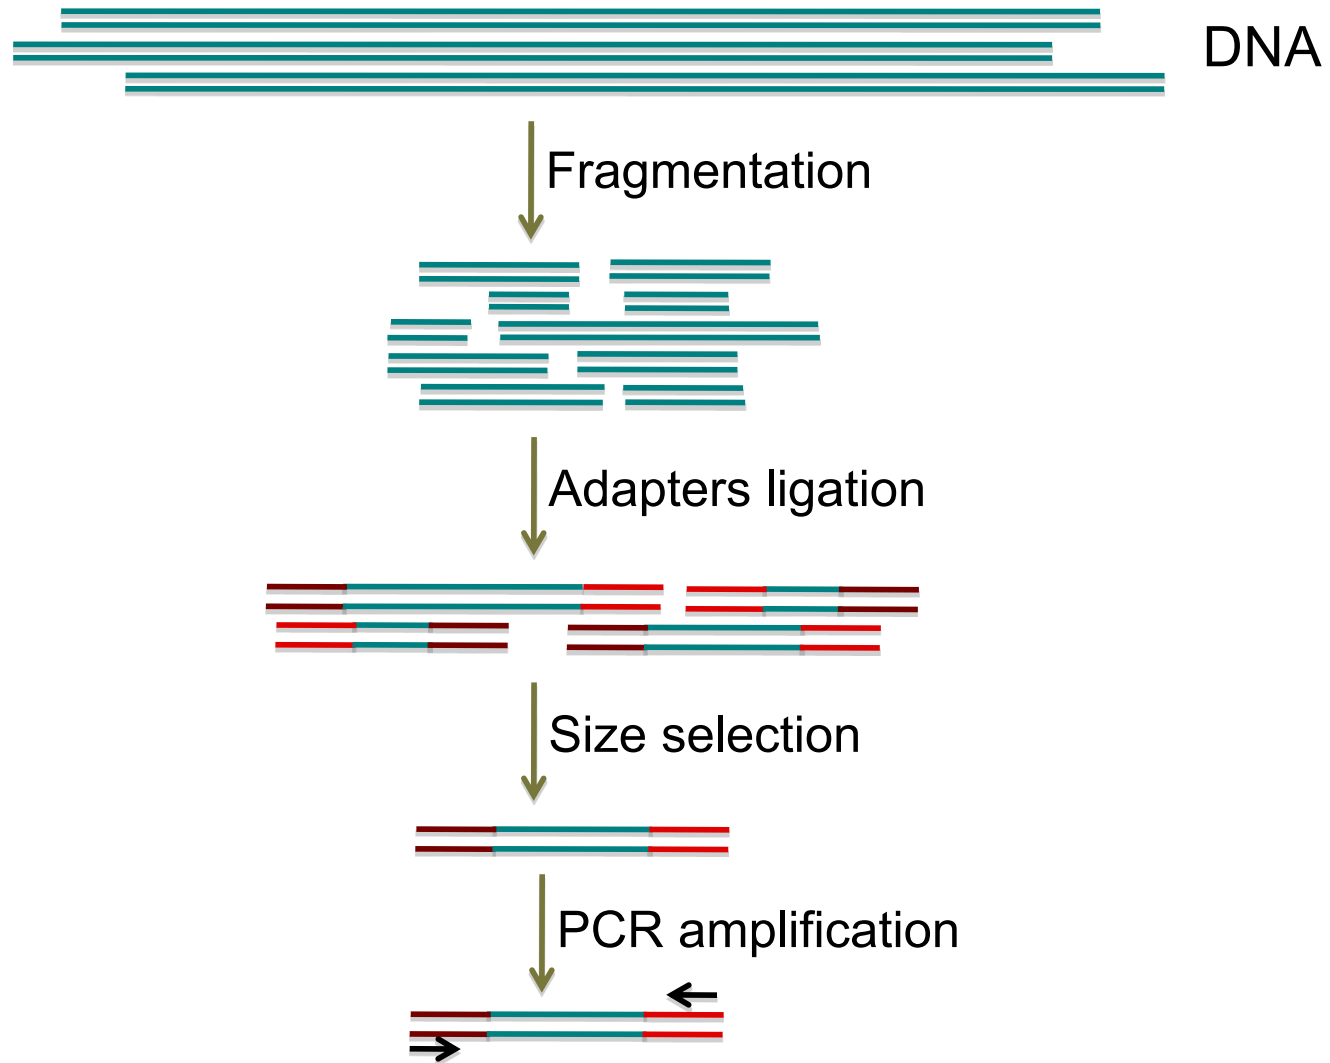 DNA
Fragmentation
Adapters ligation
Size selection
PCR amplification